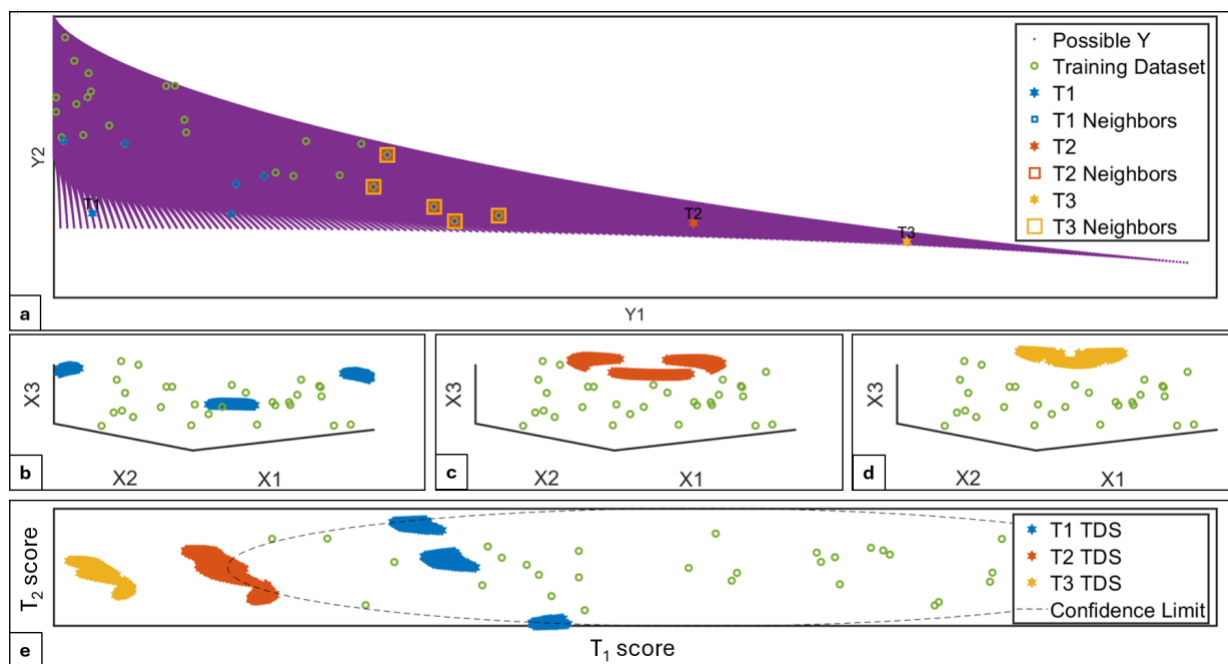 Possible Y
Training Dataset
T1
T1 Neighbors
T2
T2 Neighbors
T3
T3 Neighbors
Y2
T1
T2
T3
a
Y1
X3
X2
X1
b
X3
X2
X1
c
X3
X2
X1
d
T2 score
T1 TDS
T2 TDS
T3 TDS
Confidence Limit
e
T1 score